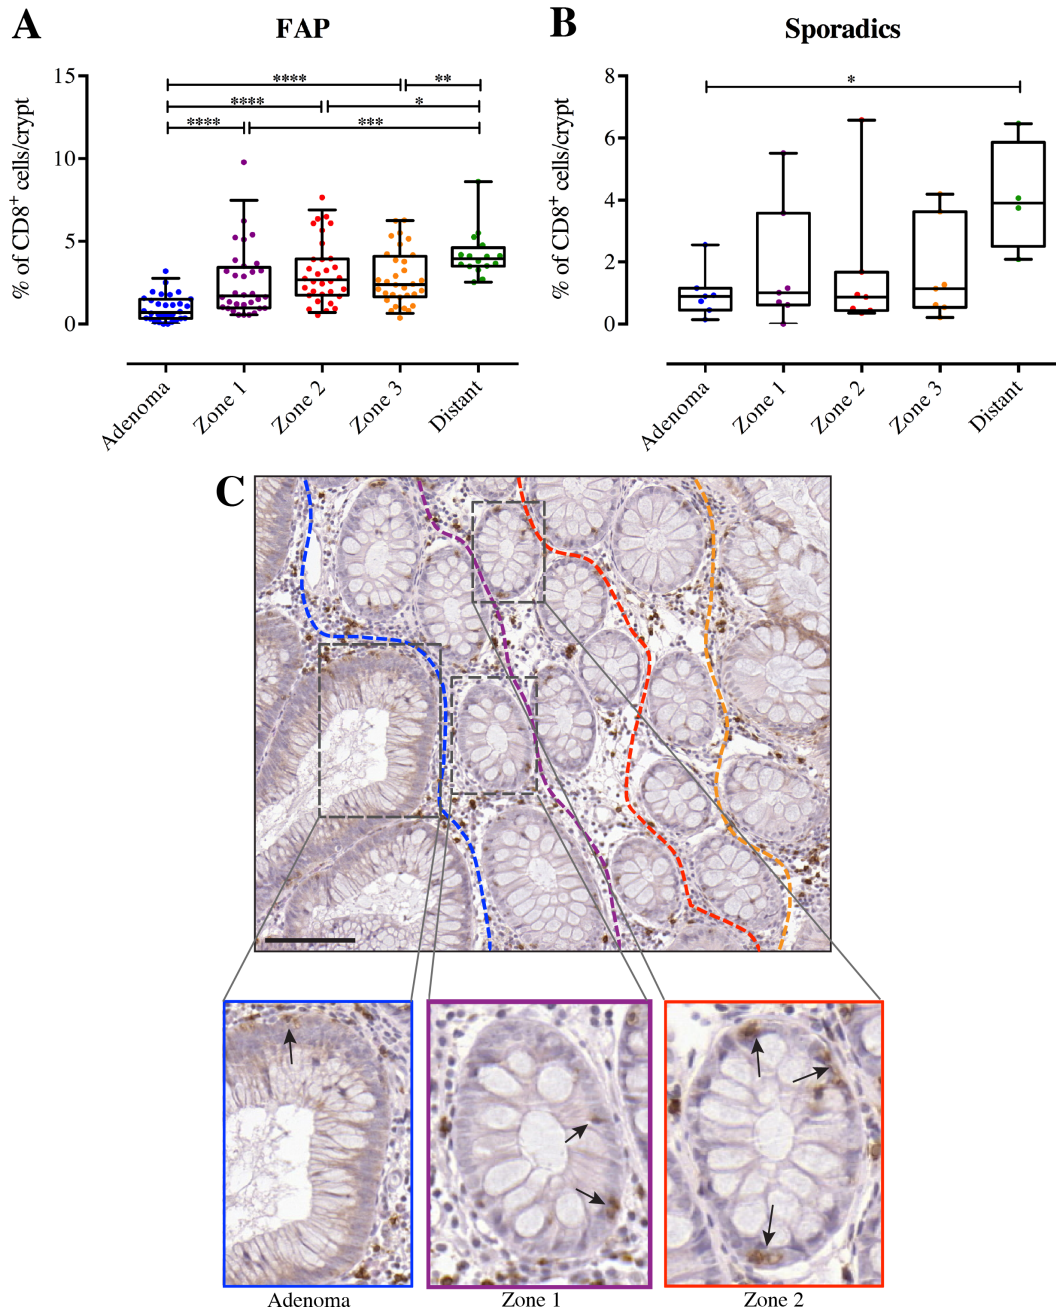 A
FAP
% of CD8+ cells/crypt
15
10
5
0
****
**
****
*
****
***
Adenoma
Zone 1
Zone 2
Zone 3
Distant
B
Sporadics
% of CD8+ cells/crypt
8
6
4
2
0
*
Adenoma
Zone 1
Zone 2
Zone 3
Distant
C
Adenoma
Zone 1
Zone 2